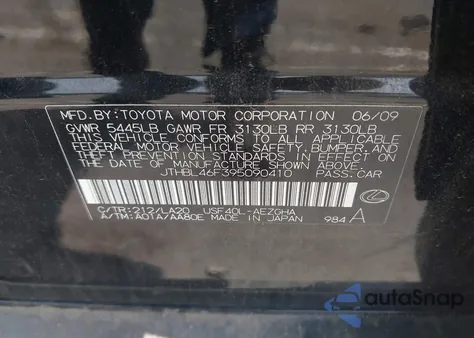 MFD.BY:TOYOTA MOTOR CORPORATION 06/09
GVWR 5445LB GAWR FR 3130LB RR 3130LB
THIS VEHICLE CONFORMS TO ALL APPLICABLE
FEDERAL MOTOR VEHICLE SAFETY, BUMPER, AND
THEFT PREVENTION STANDARDS IN EFFECT ON
THE DATE OF MANUFACTURE SHOWN ABOVE.
JTHBL46F395090410 PASS.CAR
C/TR:212/LA20 USF40L-AEZGHA
A/TM:A01A/AA80E MADE IN JAPAN 984A
autoSnap